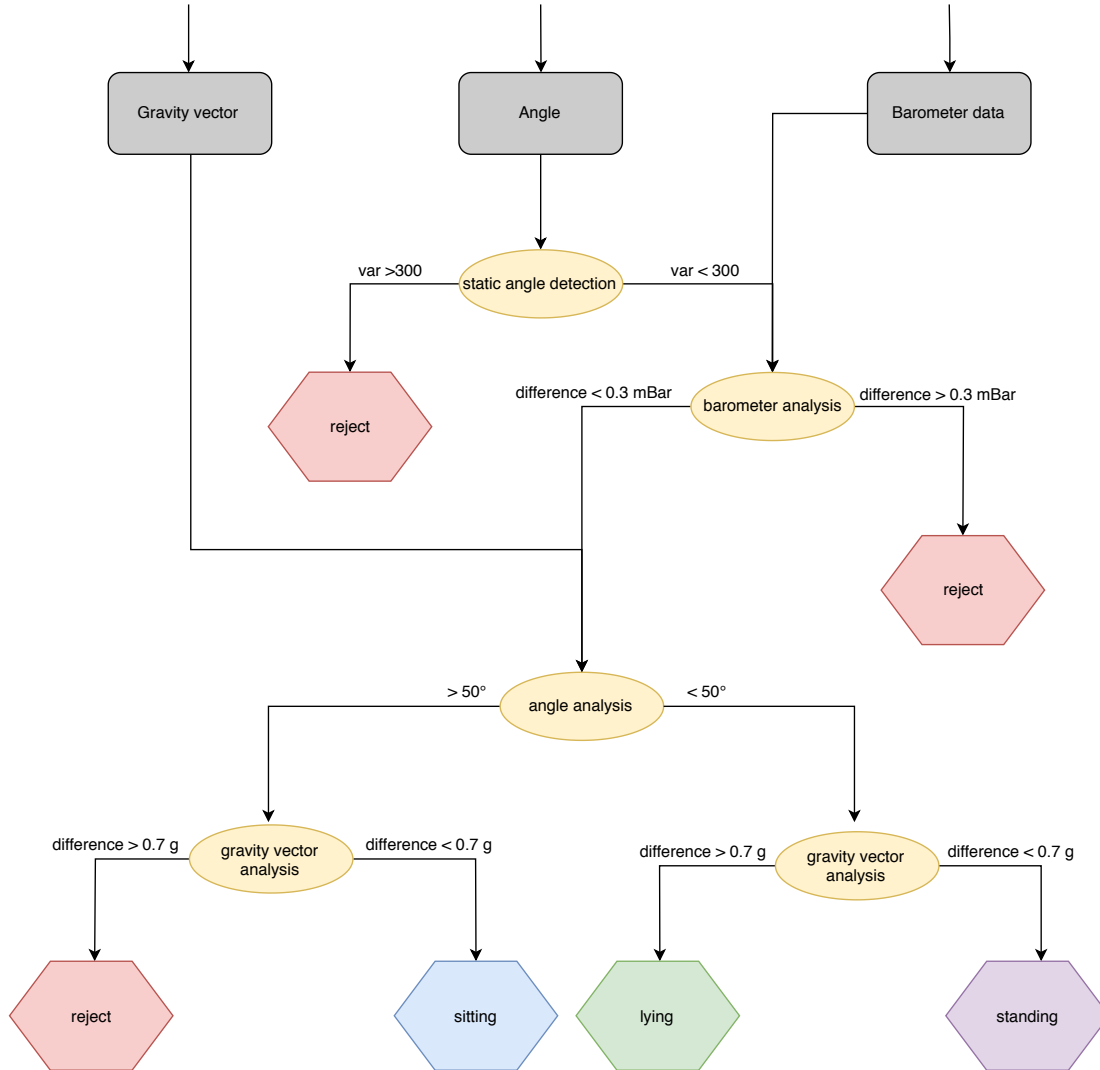 Gravity vector
Angle
Barometer data
var >300
static angle detection
var < 300
difference < 0.3 mBar
barometer analysis
difference > 0.3 mBar
reject
reject
> 50°
angle analysis
< 50°
difference > 0.7 g
gravity vector
analysis
difference < 0.7 g
difference > 0.7 g
gravity vector
analysis
difference < 0.7 g
reject
sitting
lying
standing